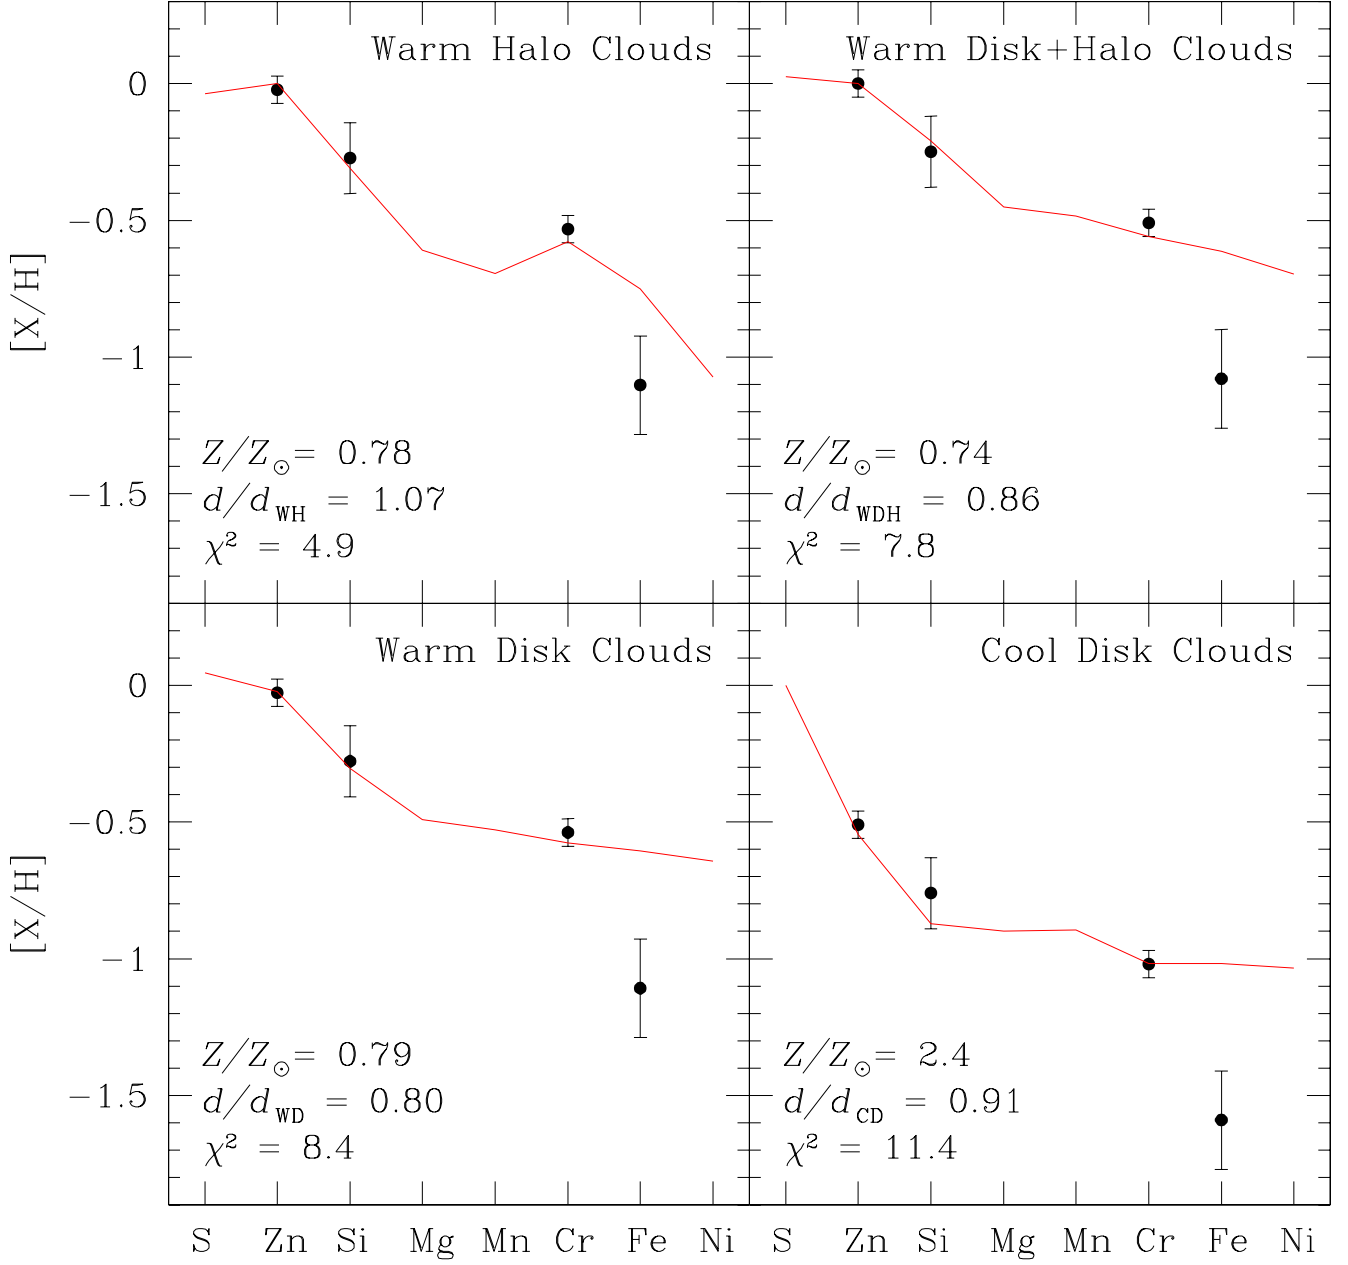 Warm Halo Clouds
Warm Disk+Halo Clouds
0
−0.5
−1
−1.5
[X/H]
Z/Z☉= 0.78
d/dWH = 1.07
χ² = 4.9
Z/Z☉= 0.74
d/dWDH = 0.86
χ² = 7.8
Warm Disk Clouds
Cool Disk Clouds
0
−0.5
−1
−1.5
[X/H]
Z/Z☉= 0.79
d/dWD = 0.80
χ² = 8.4
Z/Z☉= 2.4
d/dCD = 0.91
χ² = 11.4
S Zn Si Mg Mn Cr Fe Ni
S Zn Si Mg Mn Cr Fe Ni